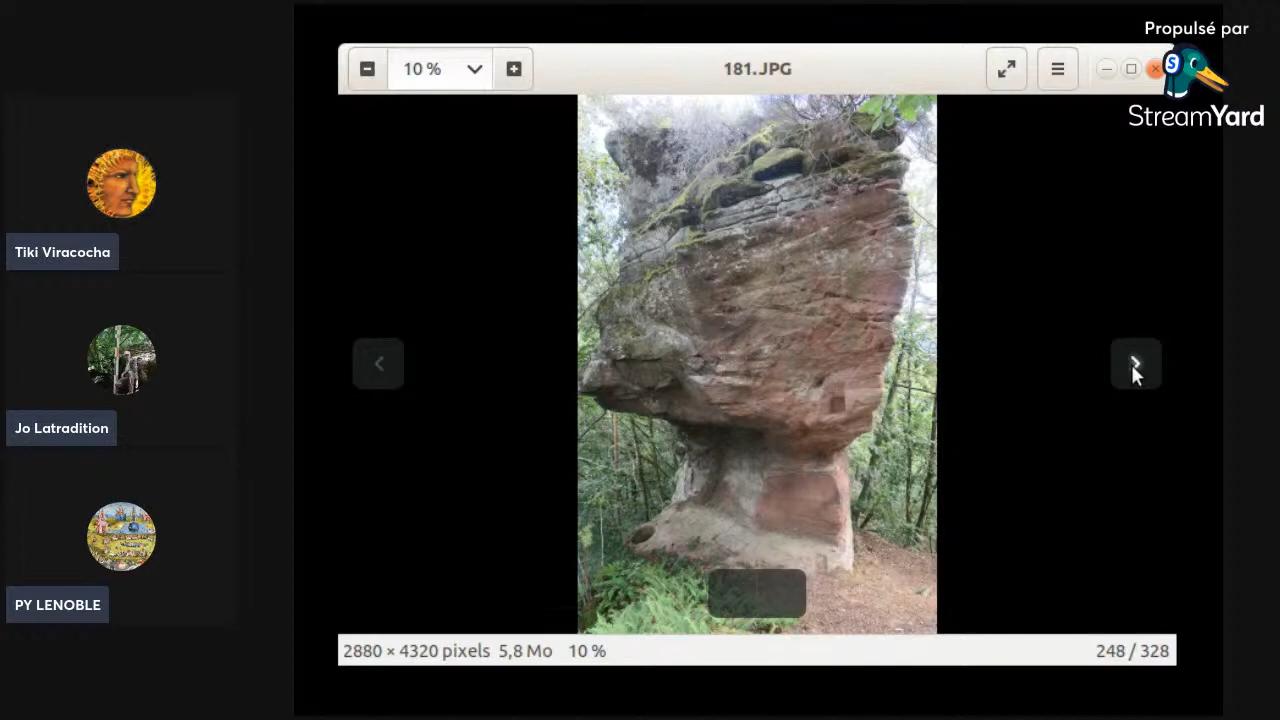 Propulsé par
StreamYard
10 %
181.JPG
Tiki Viracocha
Jo Latradition
PY LENOBLE
2880 × 4320 pixels 5,8 Mo 10 %
248 / 328